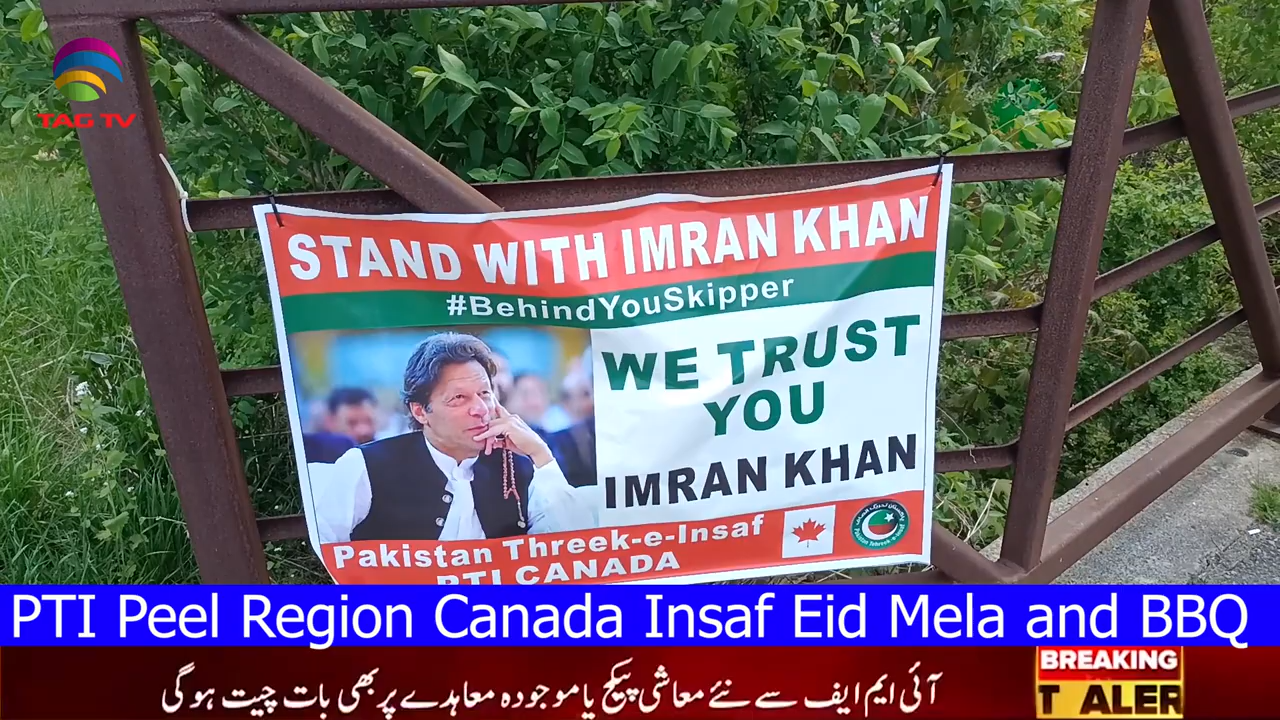 TAG TV
STAND WITH IMRAN KHAN
#BehindYouSkipper
WE TRUST
YOU
IMRAN KHAN
Pakistan Threek-e-Insaf
PTI CANADA
PTI Peel Region Canada Insaf Eid Mela and BBQ
آئی ایم ایف سے نئے معاشی پیکج یا موجودہ معاہدے پر بھی بات چیت ہوگی
BREAKING
T ALER